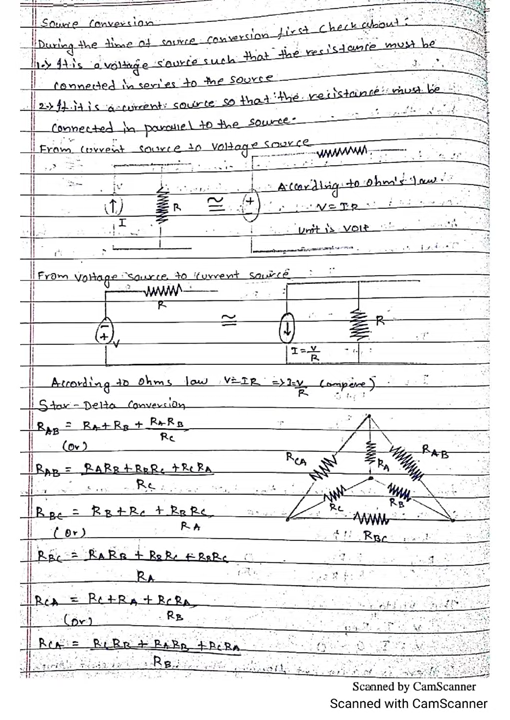 Source conversion
During the time of source conversion first check about:
1.> It is a voltage source such that the resistance must be
connected in series to the source
2.> If it is a current source so that the resistance must be
connected in parallel to the source.
From current source to voltage source
I
R
≅
+
-
According to ohm's law.
V = IR
unit is volt
From voltage source to current source
R
V
≅
I = V/R
R
According to ohms law V = IR => I = V/R (ampere)
Star - Delta conversion
RAB = RA + RB + RA RB / RC
(or)
RAB = RARB + RBRC + RCRA / RC
RBC = RB + RC + RB RC / RA
(or)
RBC = RARB + RBRC + RBRC / RA
RCA = RC + RA + RCRA / RB
(or)
RCA = RCRB + RARB + RCRA / RB
RCA
RA
RAB
RC
RB
RBC
Scanned by CamScanner
Scanned with CamScanner